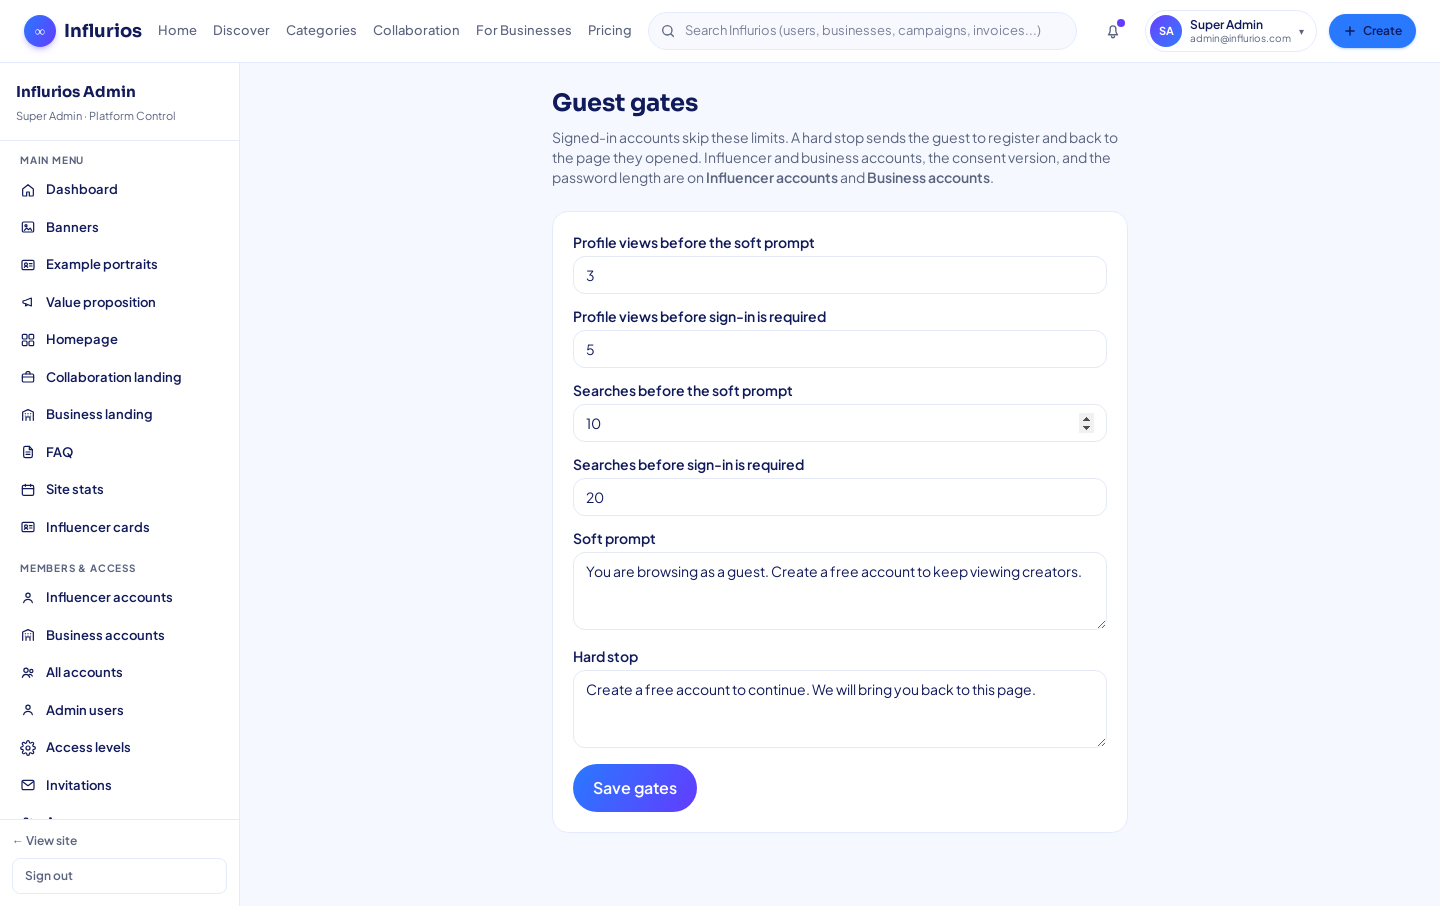 ∞ Influrios Home Discover Categories Collaboration For Businesses Pricing Search Influrios (users, businesses, campaigns, invoices...) SA Super Admin admin@influrios.com ▾ + Create
Influrios Admin
Super Admin · Platform Control
MAIN MENU
Dashboard
Banners
Example portraits
Value proposition
Homepage
Collaboration landing
Business landing
FAQ
Site stats
Influencer cards
MEMBERS & ACCESS
Influencer accounts
Business accounts
All accounts
Admin users
Access levels
Invitations
← View site
Sign out
Guest gates
Signed-in accounts skip these limits. A hard stop sends the guest to register and back to
the page they opened. Influencer and business accounts, the consent version, and the
password length are on Influencer accounts and Business accounts.
Profile views before the soft prompt
3
Profile views before sign-in is required
5
Searches before the soft prompt
10
Searches before sign-in is required
20
Soft prompt
You are browsing as a guest. Create a free account to keep viewing creators.
Hard stop
Create a free account to continue. We will bring you back to this page.
Save gates